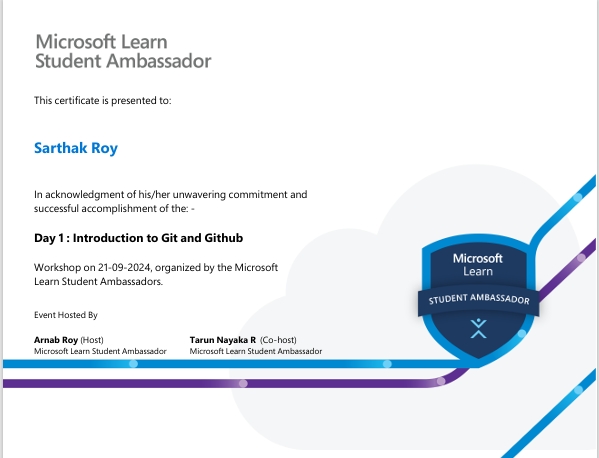 Microsoft Learn
Student Ambassador
This certificate is presented to:
Sarthak Roy
In acknowledgment of his/her unwavering commitment and
successful accomplishment of the: -
Day 1 : Introduction to Git and Github
Workshop on 21-09-2024, organized by the Microsoft
Learn Student Ambassadors.
Event Hosted By
Arnab Roy (Host)
Microsoft Learn Student Ambassador
Tarun Nayaka R (Co-host)
Microsoft Learn Student Ambassador
Microsoft
Learn
STUDENT AMBASSADOR